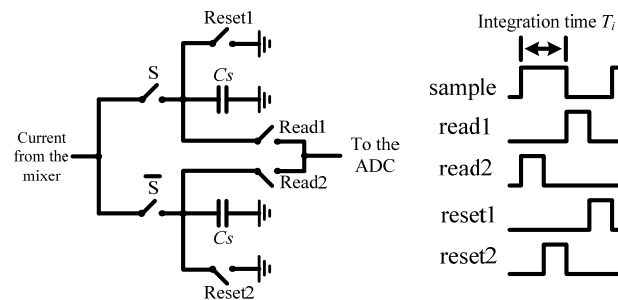 Reset1
S
Cs
Read1
Current
from the
mixer
To the
ADC
Read2
S̅
Cs
Reset2
Integration time Ti
sample
read1
read2
reset1
reset2